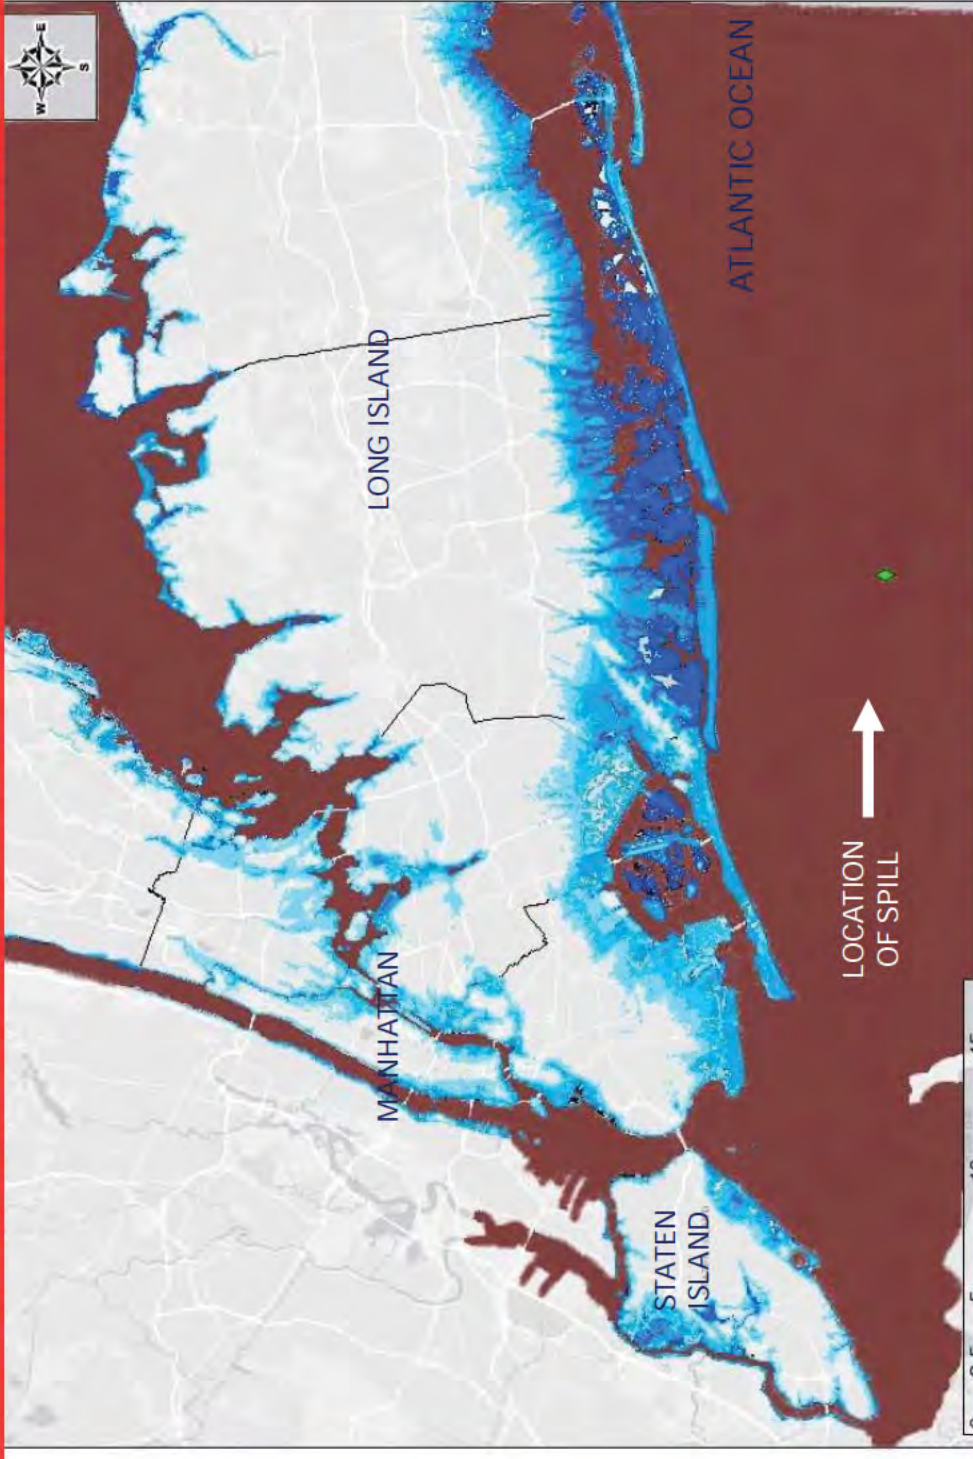 W
E
S
ATLANTIC OCEAN
LONG ISLAND
MANHATTAN
LOCATION
OF SPILL
STATEN
ISLAND